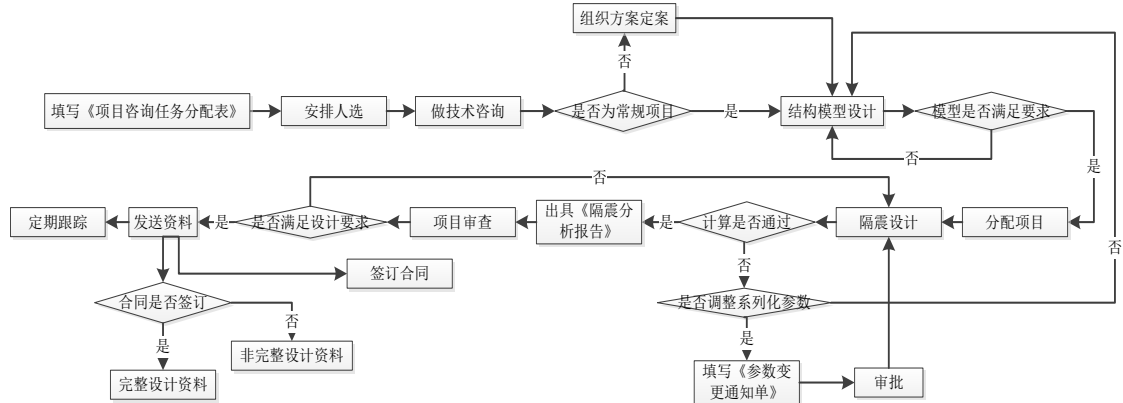 组织方案定案
否
填写《项目咨询任务分配表》
安排人选
做技术咨询
是否为常规项目
是
结构模型设计
模型是否满足要求
否
是
否
定期跟踪
发送资料
是
是否满足设计要求
项目审查
出具《隔震分
析报告》
是
计算是否通过
隔震设计
分配项目
否
签订合同
否
合同是否签订
是否调整系列化参数
否
是
是
非完整设计资料
完整设计资料
填写《参数变
更通知单》
审批